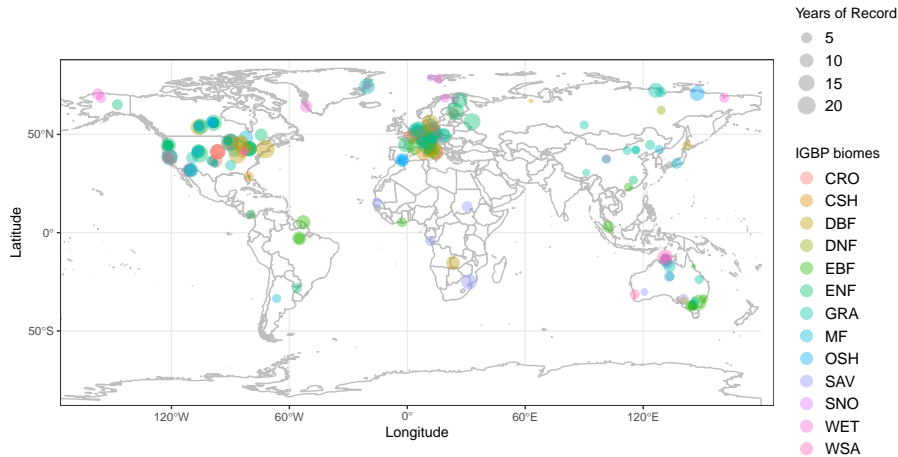 Years of Record
5
10
15
20
IGBP biomes
CRO
CSH
DBF
DNF
EBF
ENF
GRA
MF
OSH
SAV
SNO
WET
WSA
Latitude
50°N
0°
50°S
120°W
60°W
0°
60°E
120°E
Longitude